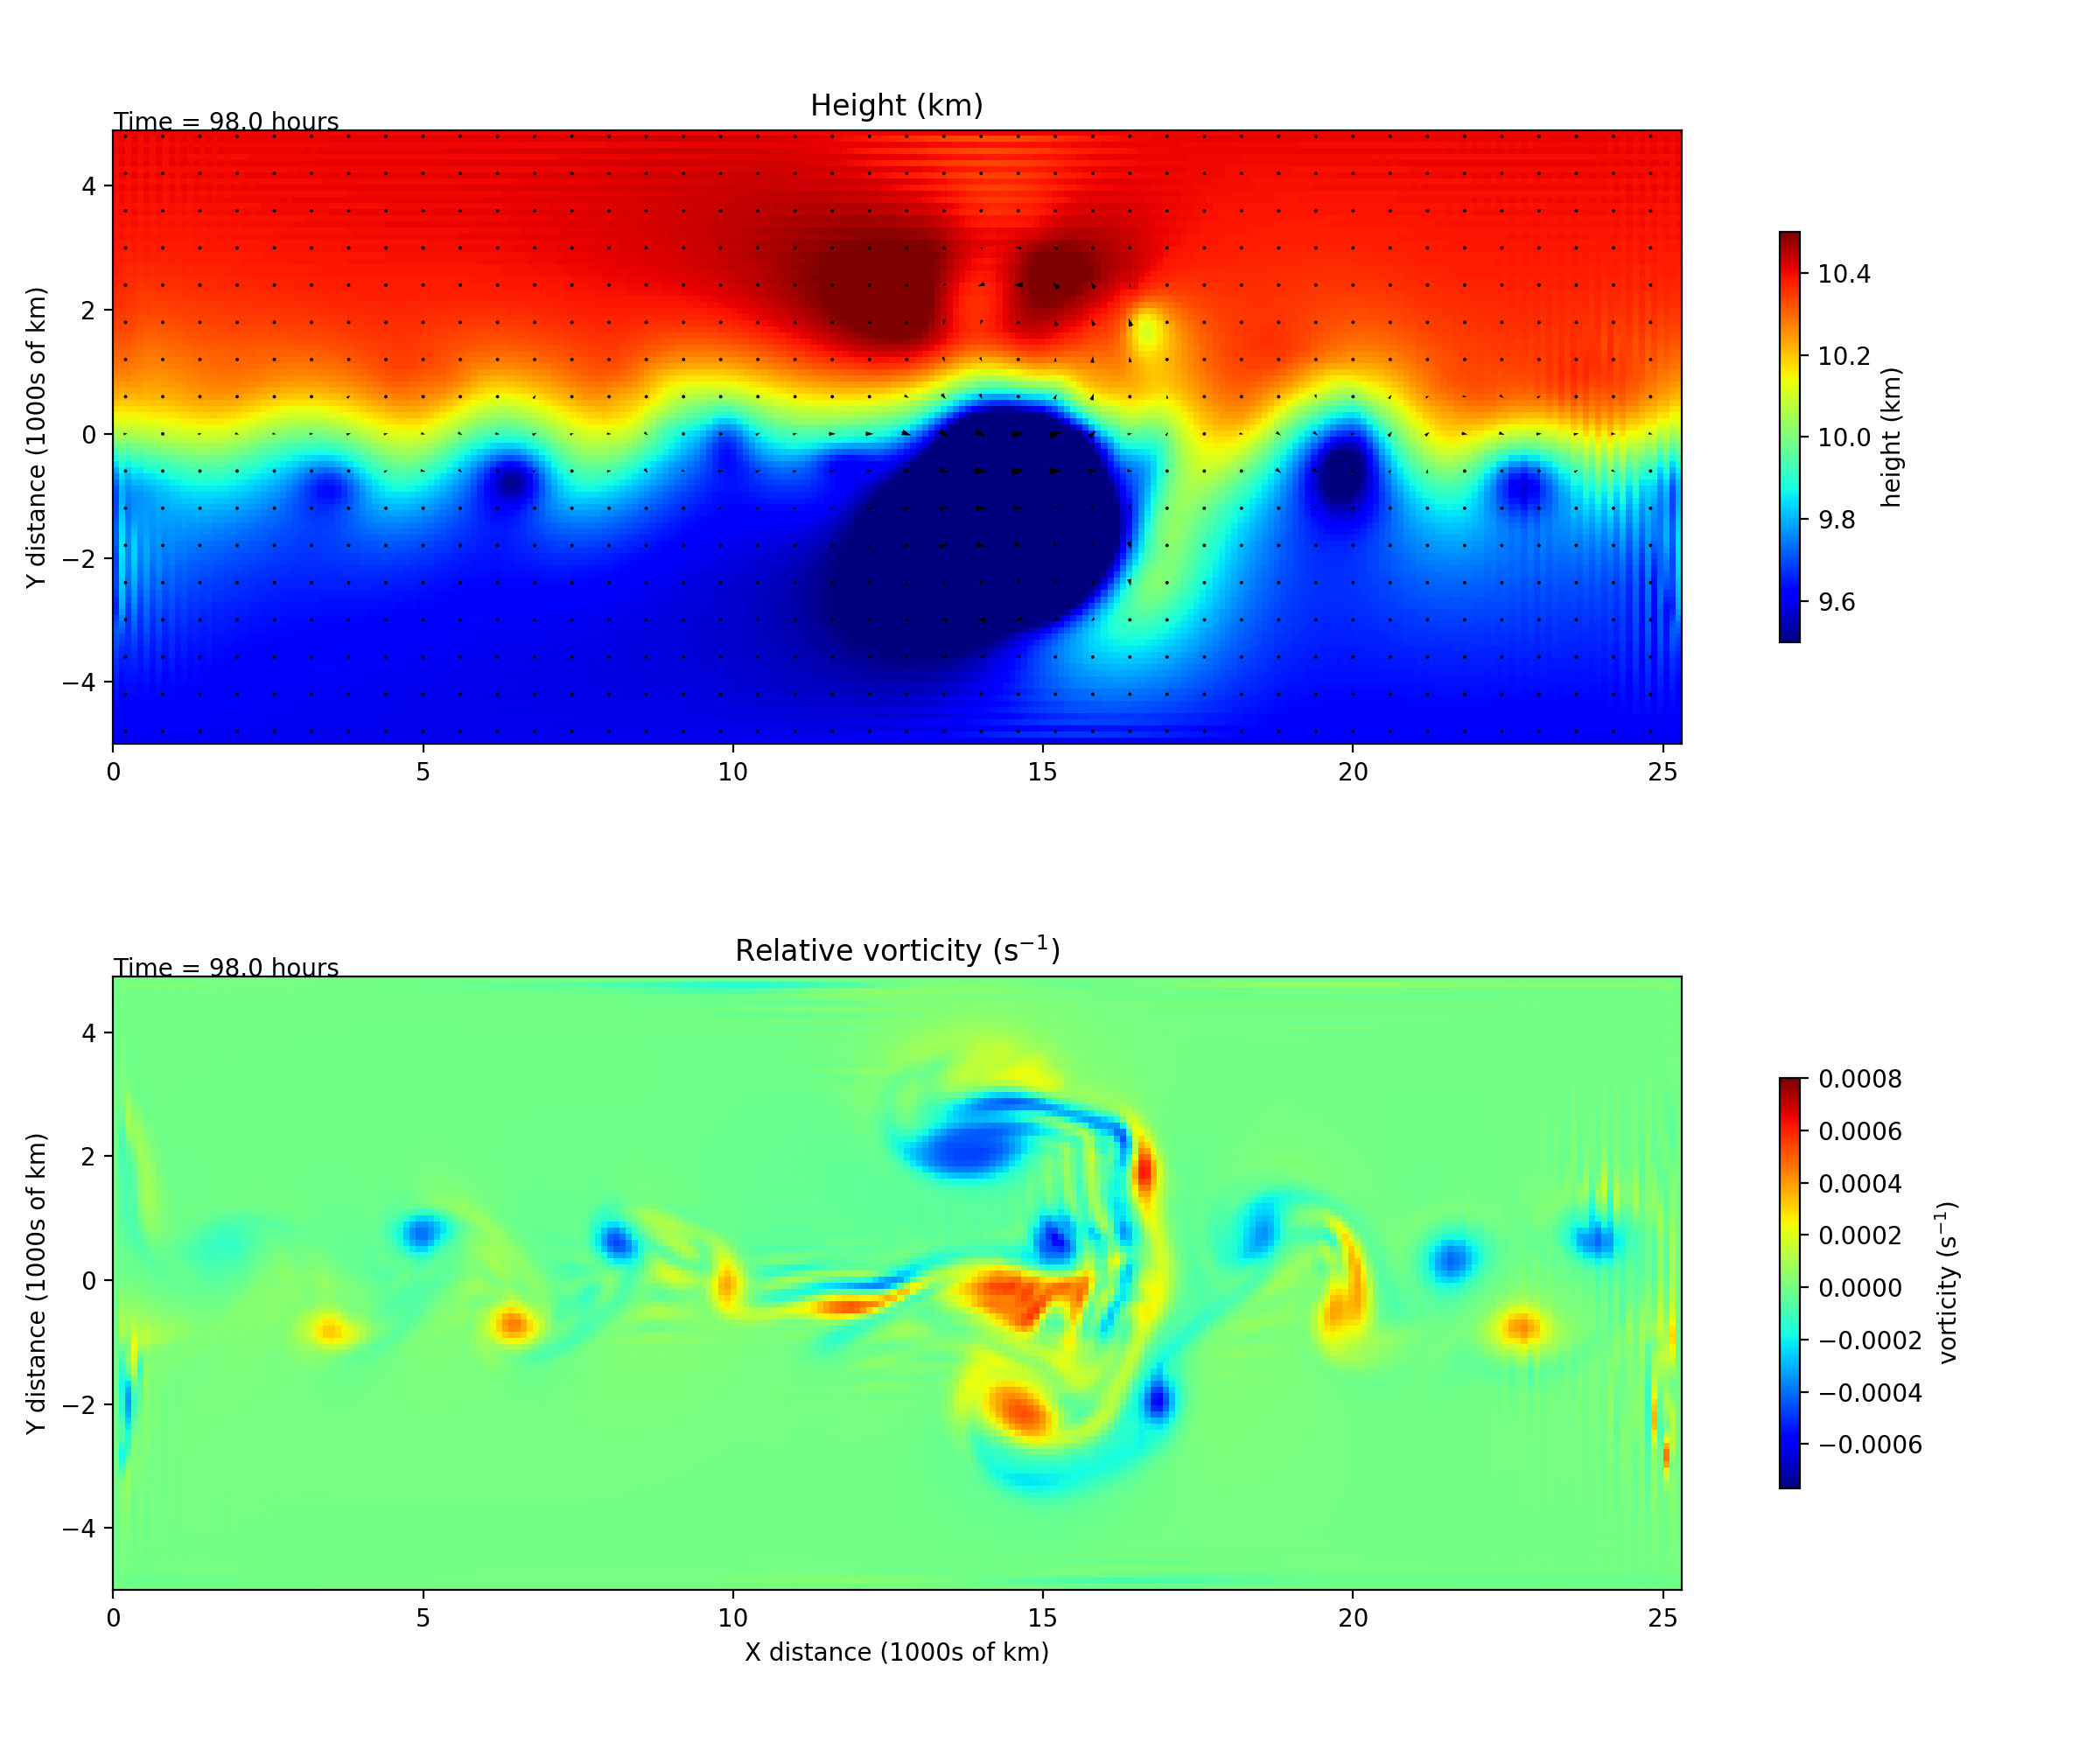 Height (km)
Time = 98.0 hours
Y distance (1000s of km)
4
2
0
−2
−4
0 5 10 15 20 25
10.4
10.2
10.0
9.8
9.6
height (km)
Relative vorticity (s⁻¹)
Time = 98.0 hours
Y distance (1000s of km)
4
2
0
−2
−4
0 5 10 15 20 25
X distance (1000s of km)
0.0008
0.0006
0.0004
0.0002
0.0000
−0.0002
−0.0004
−0.0006
vorticity (s⁻¹)